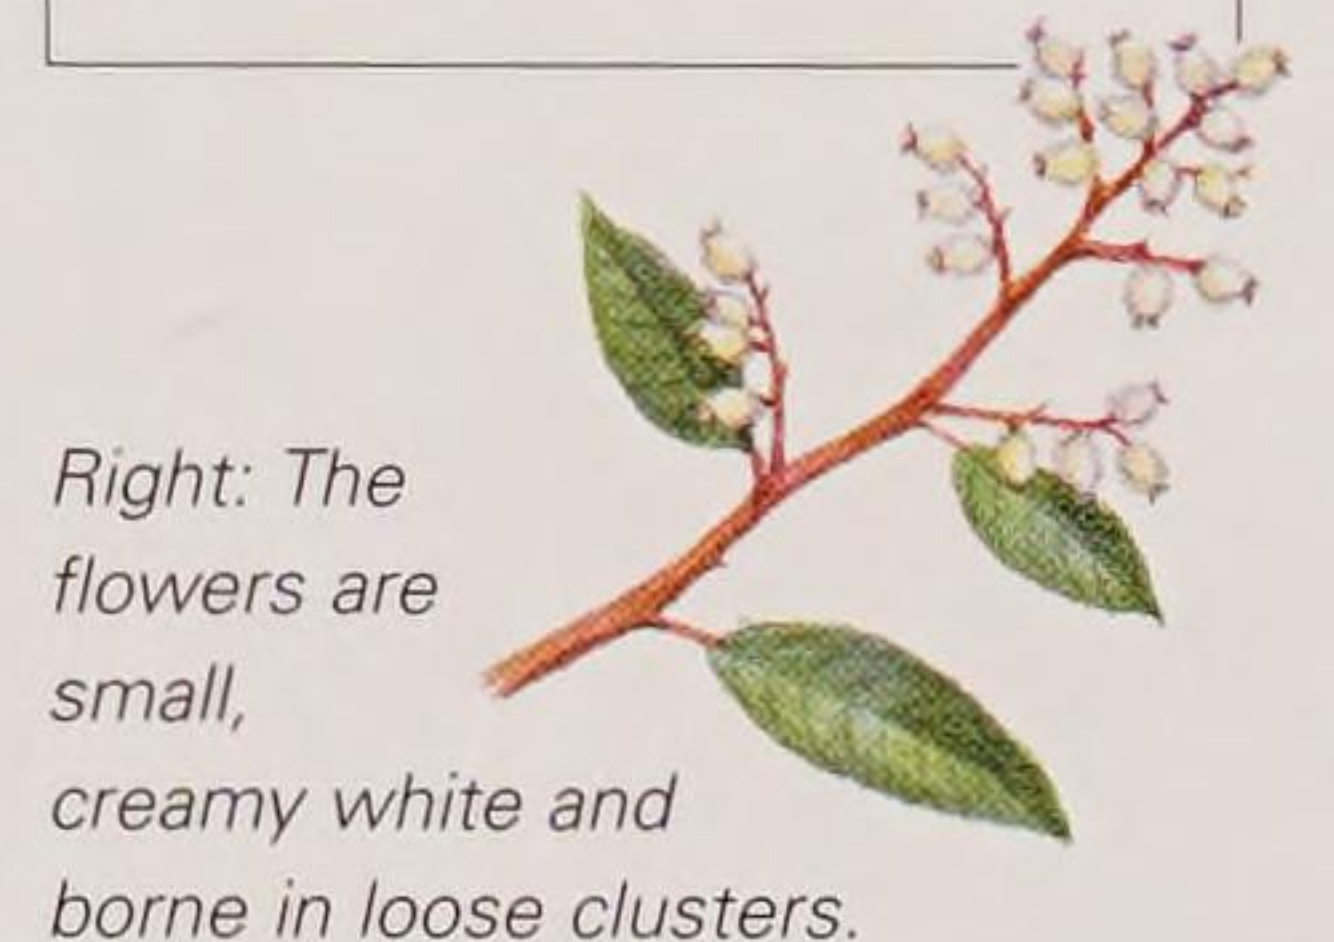 Right: The
flowers are
small,
creamy white and
borne in loose clusters.